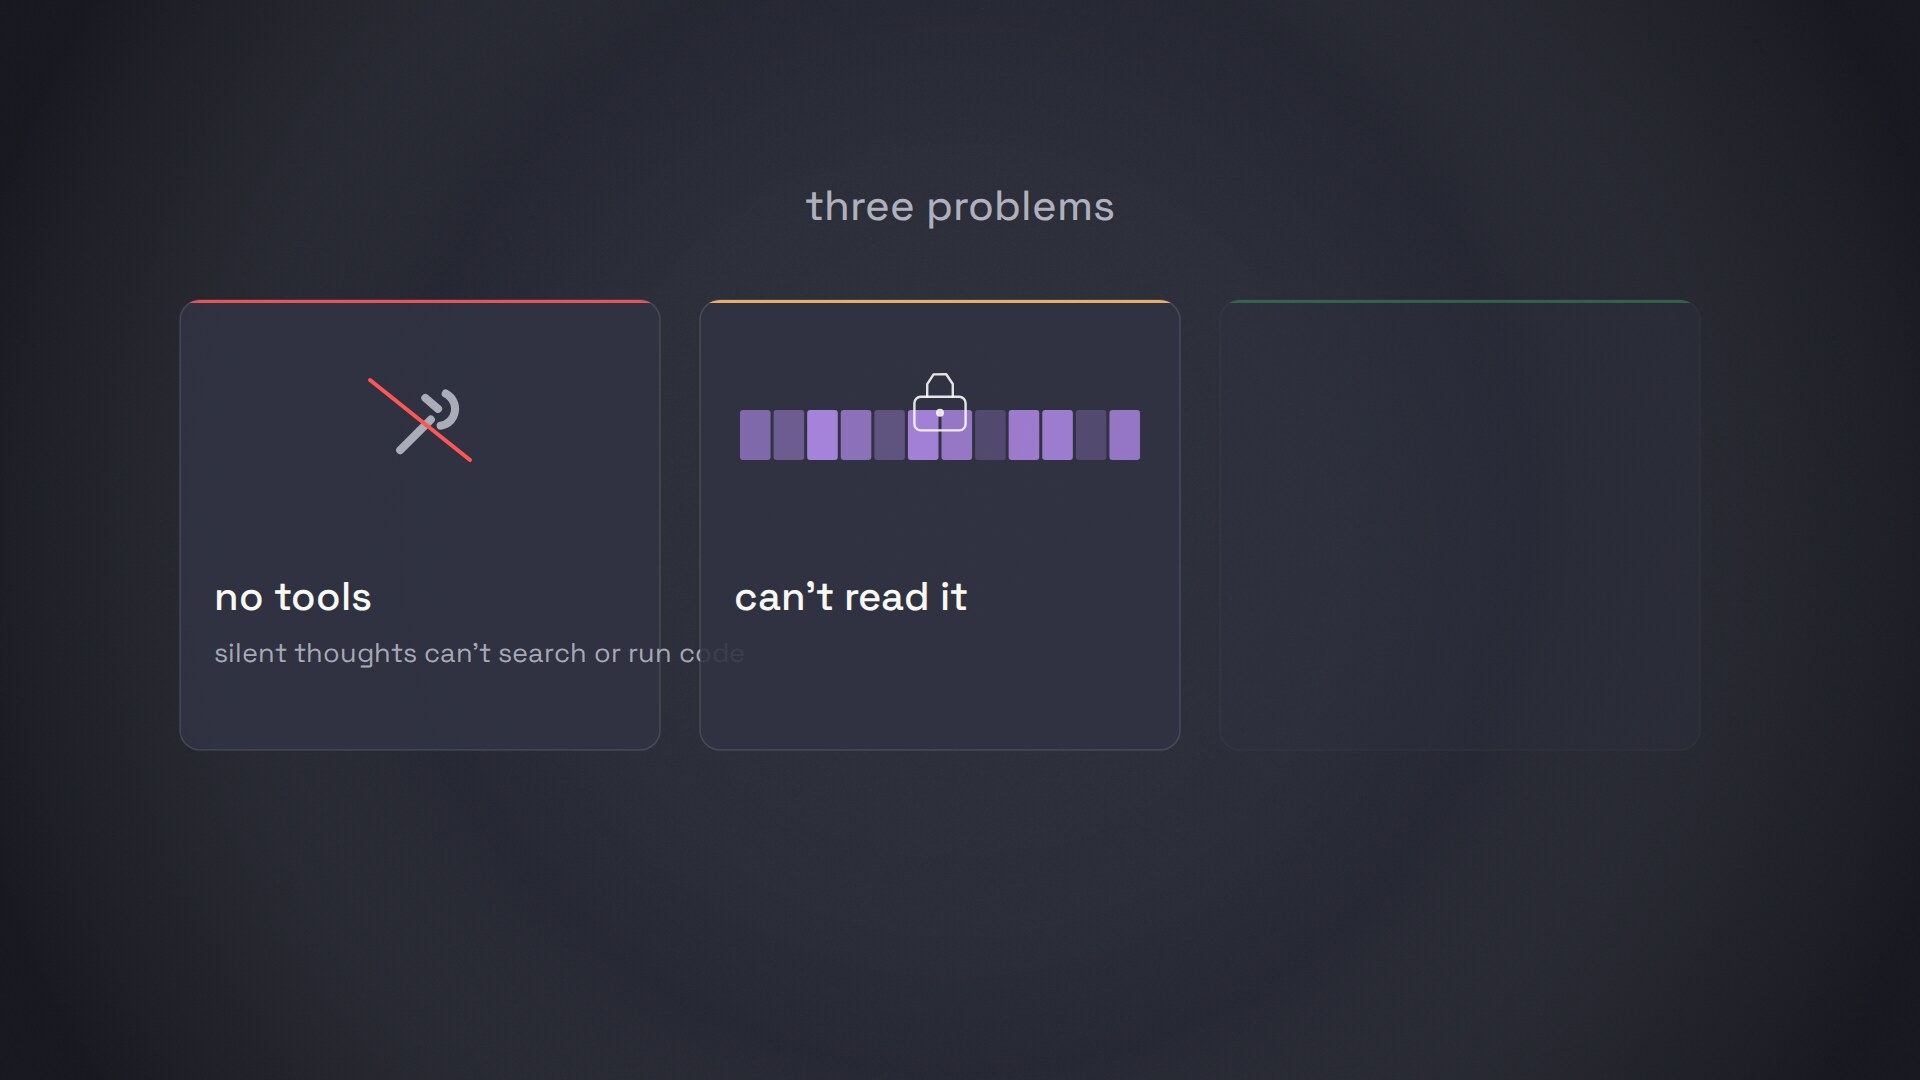 three problems
no tools
silent thoughts can’t search or run code
can’t read it